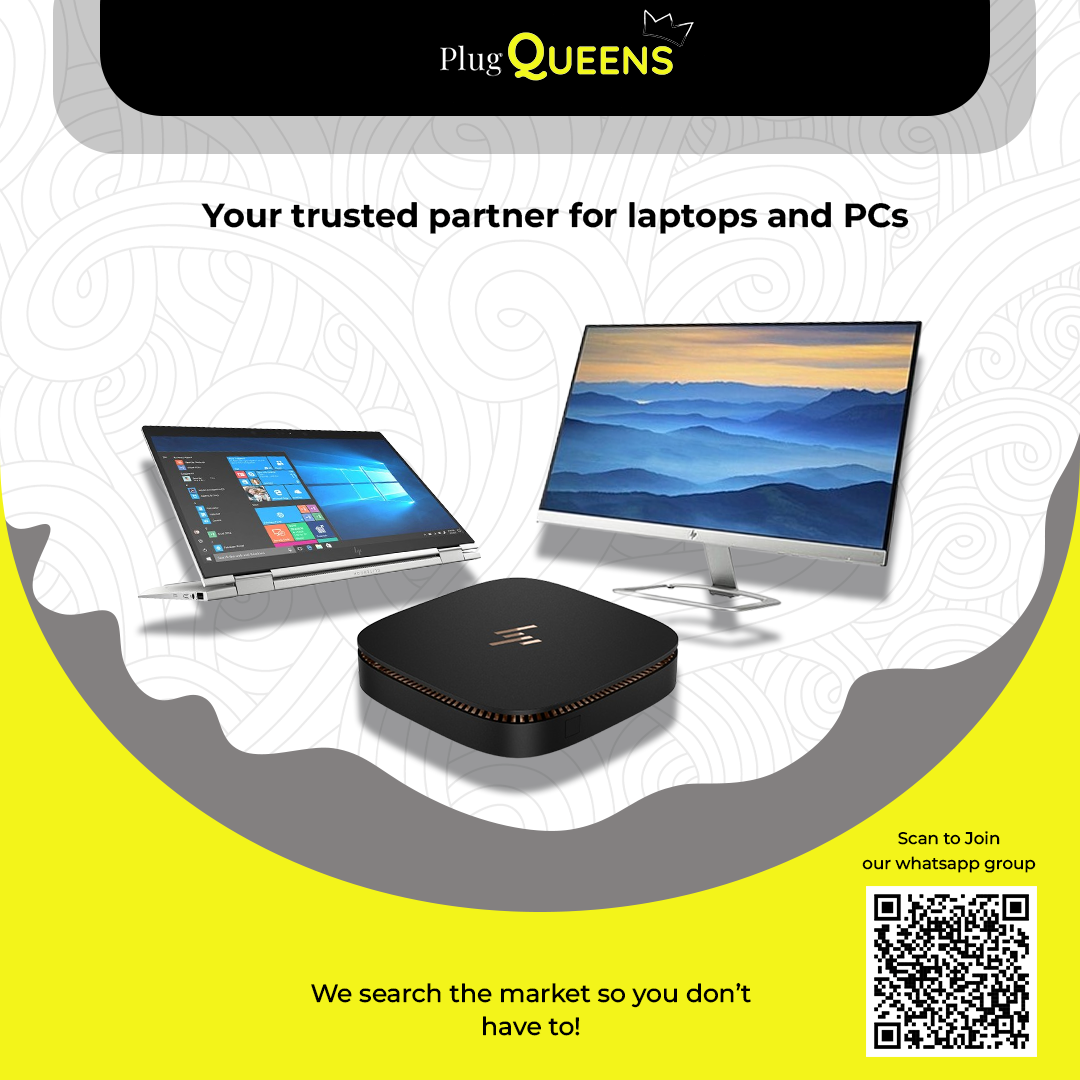 Plug QUEENS
Your trusted partner for laptops and PCs
Scan to Join
our whatsapp group
We search the market so you don’t
have to!